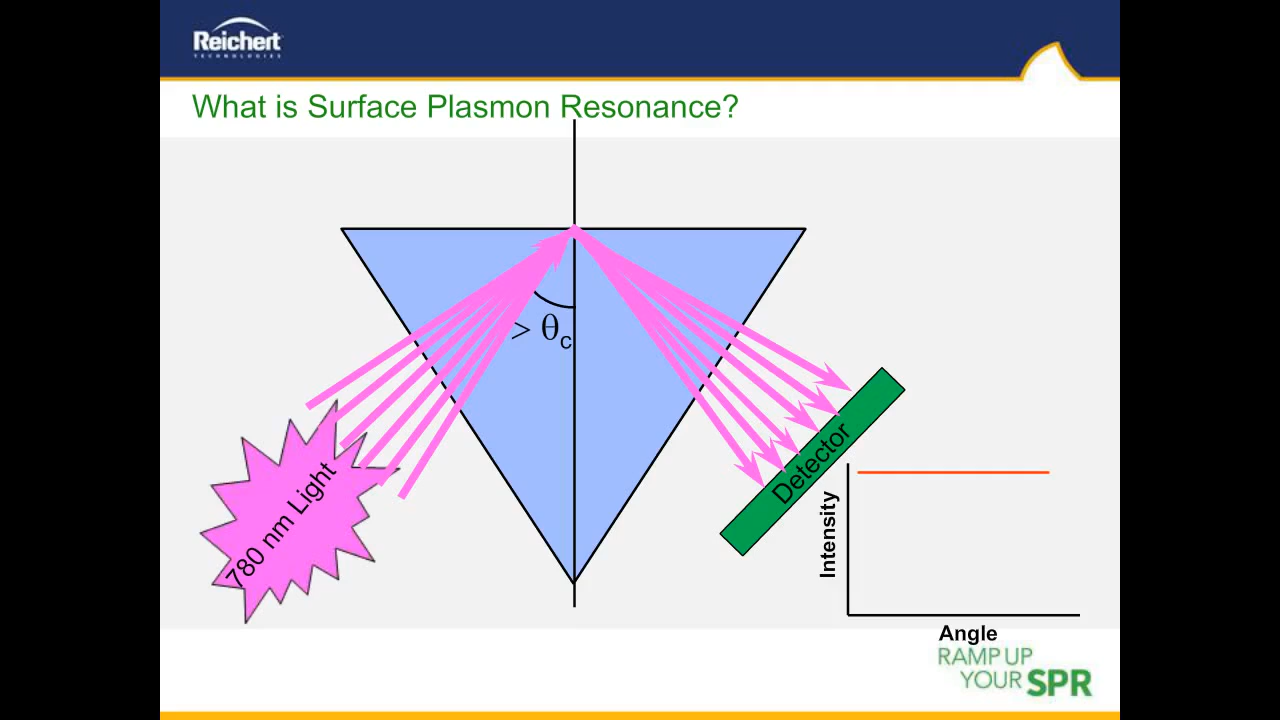 Reichert
TECHNOLOGIES
What is Surface Plasmon Resonance?
> θc
780 nm Light
Detector
Intensity
Angle
RAMP UP
YOUR SPR